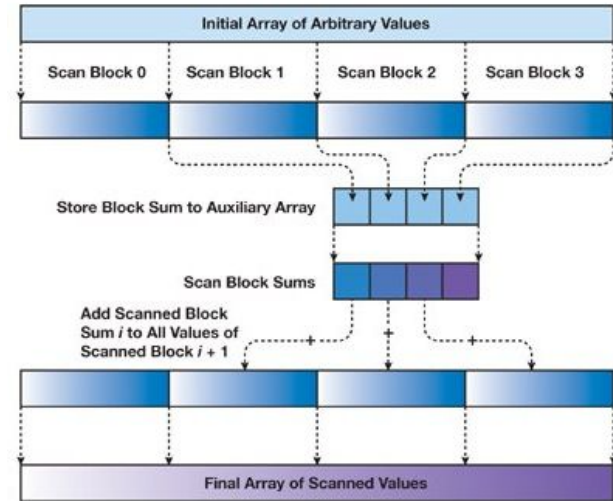 Initial Array of Arbitrary Values
Scan Block 0 Scan Block 1 Scan Block 2 Scan Block 3
Store Block Sum to Auxiliary Array
Scan Block Sums
Add Scanned Block
Sum i to All Values of
Scanned Block i + 1
+ + +
Final Array of Scanned Values